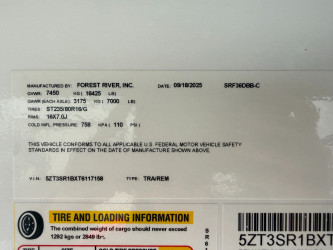 MANUFACTURED BY: FOREST RIVER, INC. DATE: 09/18/2025 SRF36DBB-C
GVWR: 7450 KG ( 16425 LB)
GAWR (EACH AXLE): 3175 KG ( 7000 LB)
TIRES: ST235/80R16/G
RIMS: 16X7.0J
COLD INFL. PRESSURE: 758 KPA ( 110 PSI )
THIS VEHICLE CONFORMS TO ALL APPLICABLE U.S. FEDERAL MOTOR VEHICLE SAFETY
STANDARDS IN EFFECT ON THE DATE OF MANUFACTURE SHOWN ABOVE.
V.I.N: 5ZT3SR1BXT6117158 TYPE: TRA/REM
TIRE AND LOADING INFORMATION
The combined weight of cargo should never exceed
1292 kg or 2849 lbs.
5ZT3SR1BX